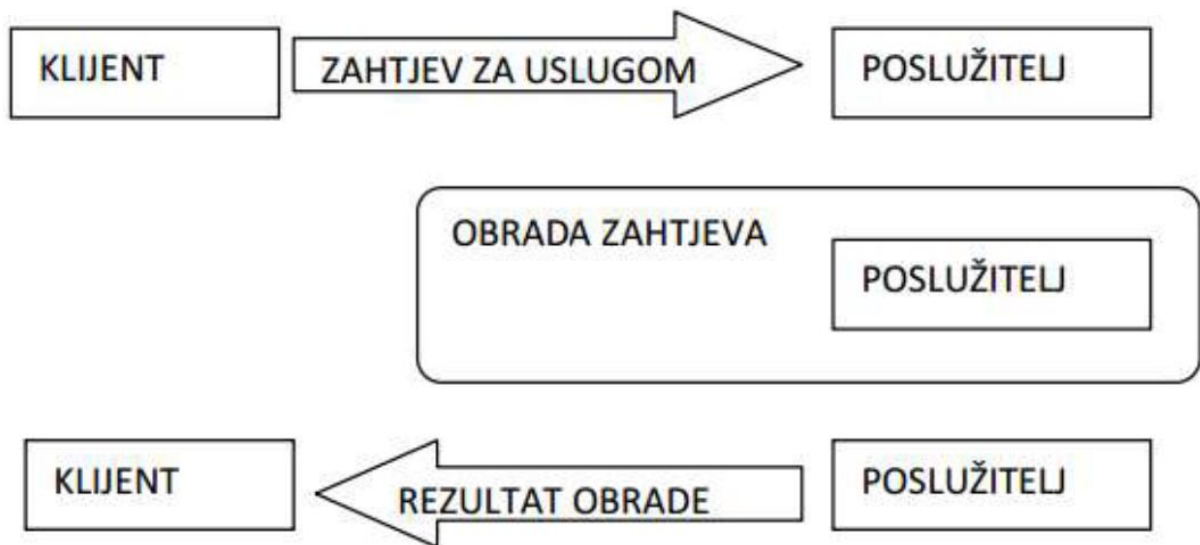 KLIJENT
ZAHTJEV ZA USLUGOM
POSLUŽITELJ
OBRADA ZAHTJEVA
POSLUŽITELJ
KLIJENT
REZULTAT OBRADE
POSLUŽITELJ